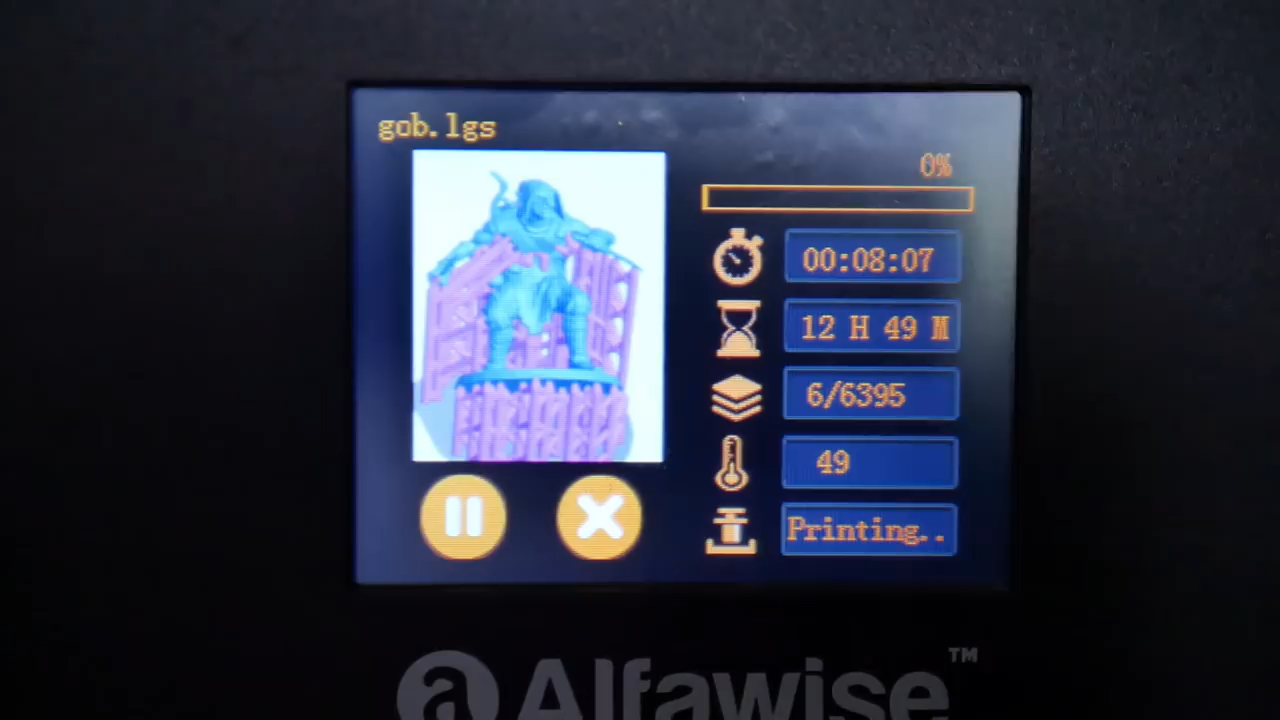 gob.lgs
0%
00:08:07
12 H 49 M
6/6395
49
Printing..
a Alfawise™